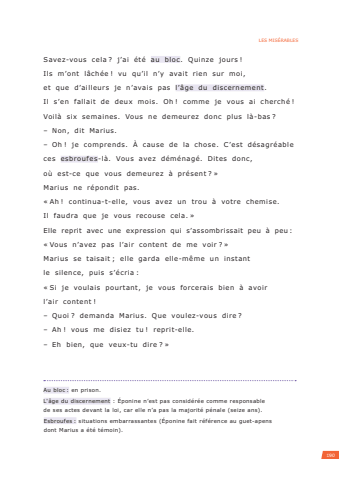 LES MISÉRABLES
Savez-vous cela ? J'ai été au bloc. Quinze jours !
Ils m'ont lâchée ! vu qu'il n'y avait rien sur moi,
et que d'ailleurs je n'avais pas l'âge du discernement.
Il s'en fallait de deux mois. Oh ! comme je vous ai cherché !
Voilà six semaines. Vous ne demeurez donc plus là-bas ?
– Non, dit Marius.
– Oh ! je comprends. À cause de la chose. C'est désagréable
ces esbroufes-là. Vous avez déménagé. Dites donc,
où est-ce que vous demeurez à présent ? »
Marius ne répondit pas.
« Ah ! continua-t-elle, vous avez un trou à votre chemise.
Il faudra que je vous recouse cela. »
Elle reprit avec une expression qui s'assombrissait peu à peu :
« Vous n'avez pas l'air content de me voir ? »
Marius se taisait ; elle garda elle-même un instant
le silence, puis s'écria :
« Si je voulais pourtant, je vous forcerais bien à avoir
l'air content !
– Quoi ? demanda Marius. Que voulez-vous dire ?
– Ah ! vous me disiez tu ! reprit-elle.
– Eh bien, que veux-tu dire ? »
Au bloc : en prison.
L'âge du discernement : Éponine n'est pas considérée comme responsable
de ses actes devant la loi, car elle n'a pas la majorité pénale (seize ans).
Esbroufes : situations embarrassantes (Éponine fait référence au guet-apens
dont Marius a été témoin).